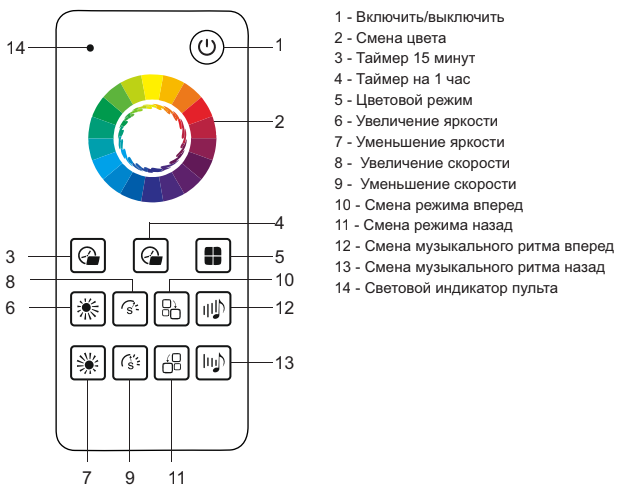 14
1
2
4
3
5
8
10
6
12
S
S
13
7
9
11
1 - Включить/выключить
2 - Смена цвета
3 - Таймер 15 минут
4 - Таймер на 1 час
5 - Цветовой режим
6 - Увеличение яркости
7 - Уменьшение яркости
8 - Увеличение скорости
9 - Уменьшение скорости
10 - Смена режима вперед
11 - Смена режима назад
12 - Смена музыкального ритма вперед
13 - Смена музыкального ритма назад
14 - Световой индикатор пульта